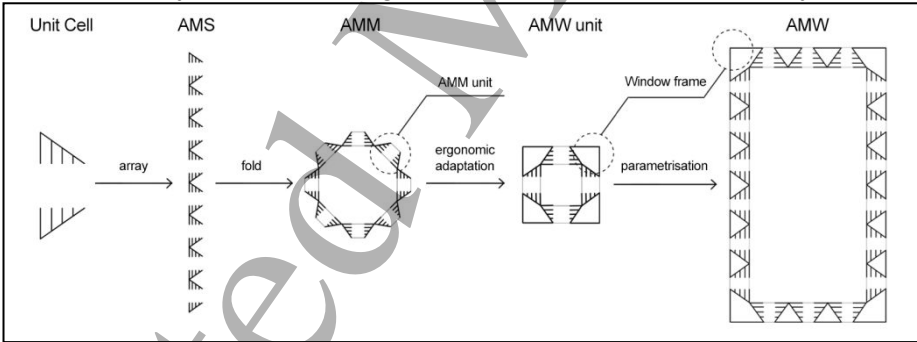 Unit Cell
AMS
AMM
AMW unit
AMW
AMM unit
Window frame
array
fold
ergonomic
adaptation
parametrisation